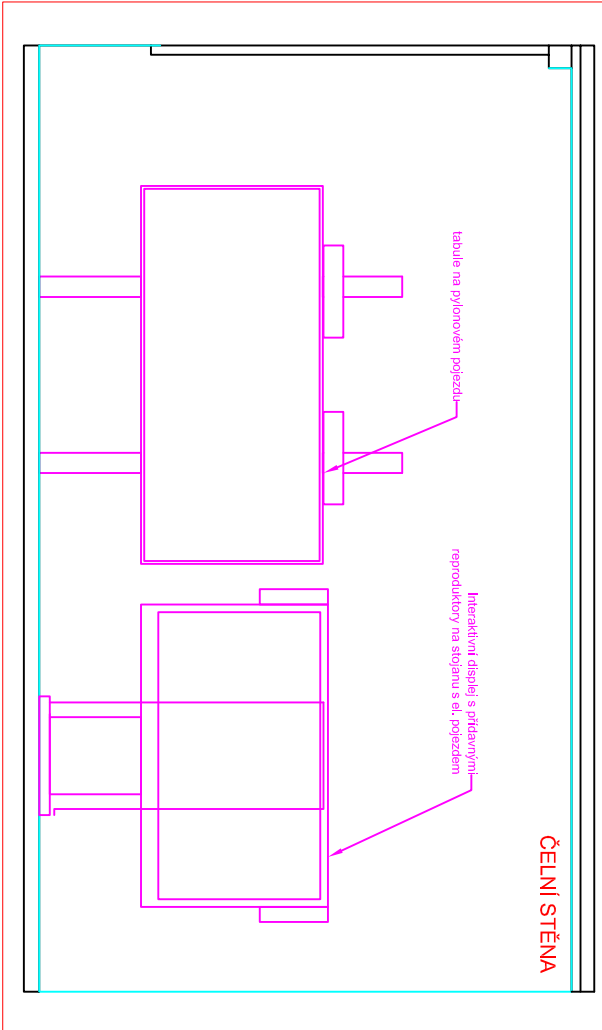 ČELNÍ STĚNA
tabule na pylonovém pojezdu
Interaktivní displej s přídavnými
reproduktory na stojanu s el. pojezdem